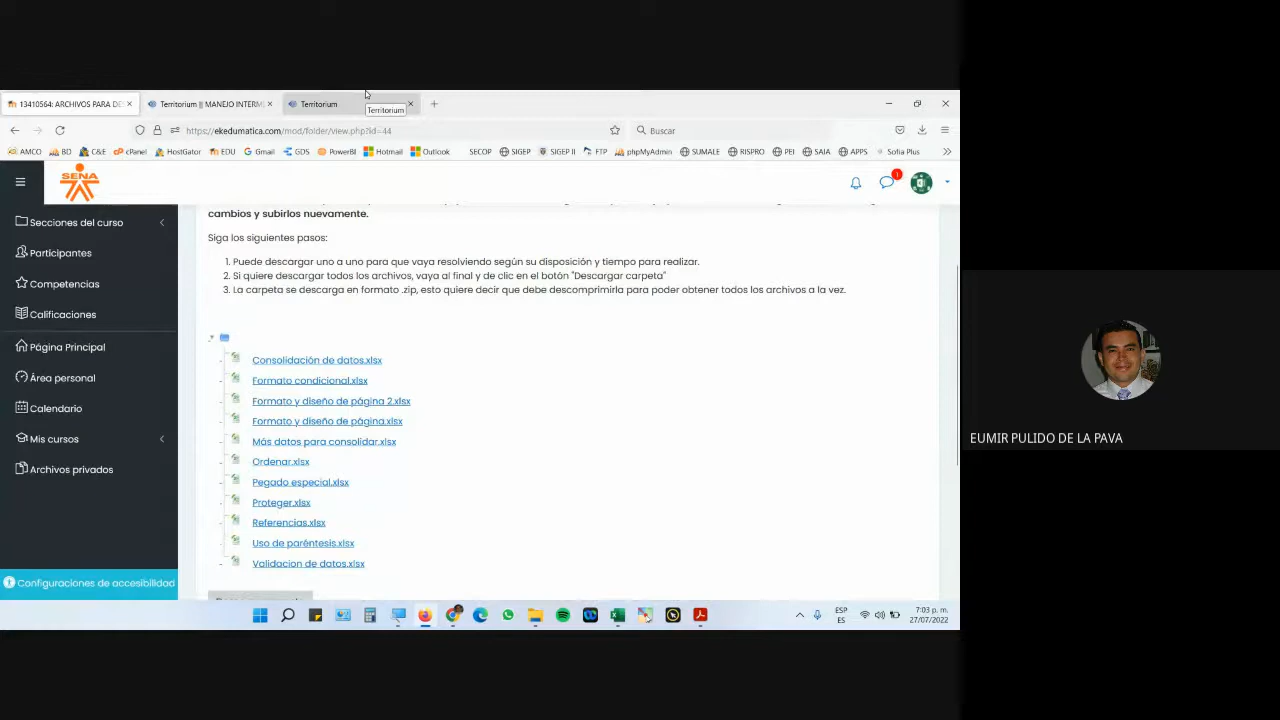 13410564: ARCHIVOS PARA DE
Territorium || MANEJO INTERM
Territorium
Territorium
https://ekedumatica.com/mod/folder/view.php?id=44
Buscar
AMCO
BD
C&E
cPanel
HostGator
EDU
Gmail
GDS
PowerBI
Hotmail
Outlook
SECOP
SIGEP
SIGEP II
FTP
phpMyAdmin
SUMALE
RISPRO
PEI
SAIA
APPS
Sofia Plus
SENA
1
Secciones del curso
Participantes
Competencias
Calificaciones
Página Principal
Área personal
Calendario
Mis cursos
Archivos privados
Configuraciones de accesibilidad
cambios y subirlos nuevamente.
Siga los siguientes pasos:
1. Puede descargar uno a uno para que vaya resolviendo según su disposición y tiempo para realizar.
2. Si quiere descargar todos los archivos, vaya al final y de clic en el botón "Descargar carpeta"
3. La carpeta se descarga en formato .zip, esto quiere decir que debe descomprimirla para poder obtener todos los archivos a la vez.
Consolidación de datos.xlsx
Formato condicional.xlsx
Formato y diseño de página 2.xlsx
Formato y diseño de página.xlsx
Más datos para consolidar.xlsx
Ordenar.xlsx
Pegado especial.xlsx
Proteger.xlsx
Referencias.xlsx
Uso de paréntesis.xlsx
Validacion de datos.xlsx
ESP
ES
7:03 p. m.
27/07/2022
EUMIR PULIDO DE LA PAVA